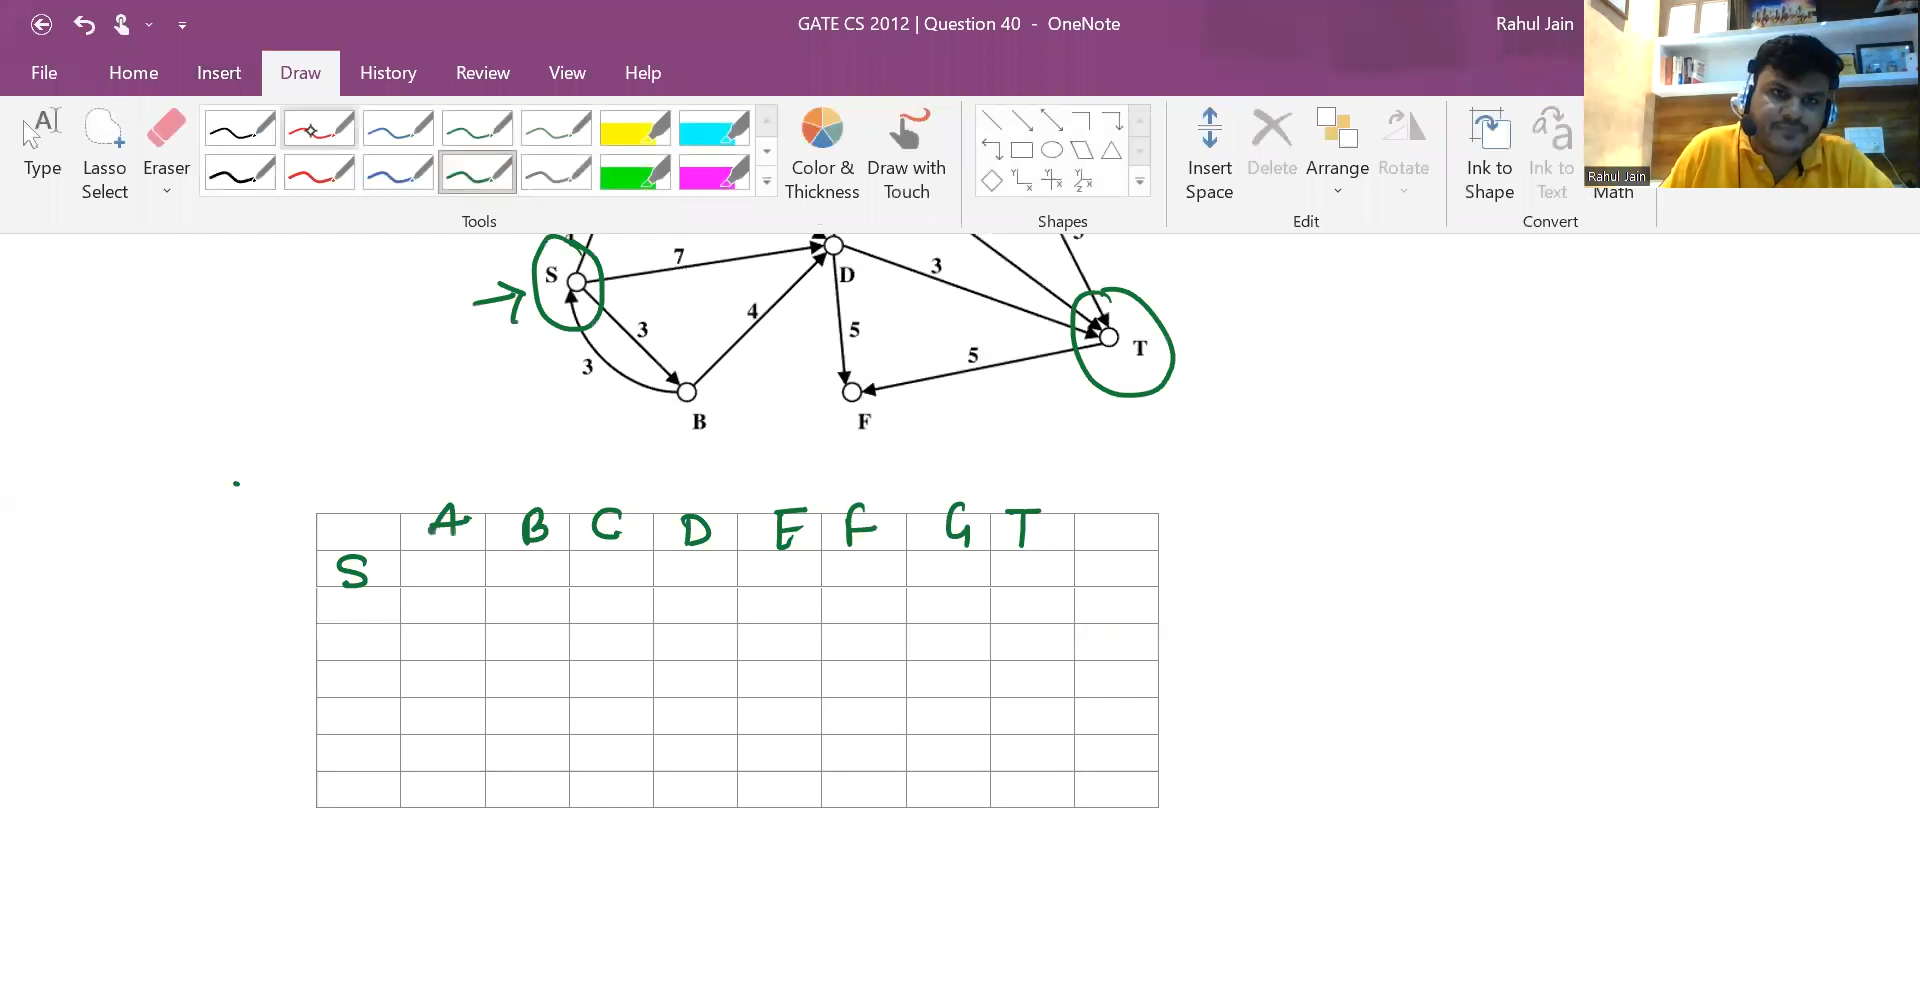 GATE CS 2012 | Question 40 - OneNote
Rahul Jain
File Home Insert Draw History Review View Help
Type
Lasso Select
Eraser
Color & Thickness
Draw with Touch
Insert Space
Delete
Arrange
Rotate
Ink to Shape
Ink to Text
Math
Rahul Jain
Tools
Shapes
Edit
Convert
S
7
D
3
4
3
3
5
5
T
B
F
A B C D E F G T
S